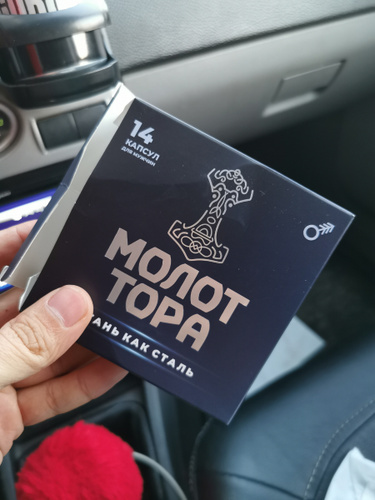 14
КАПСУЛ
ДЛЯ МУЖЧИН
МОЛОТ
ТОРА
КАК СТАЛЬ